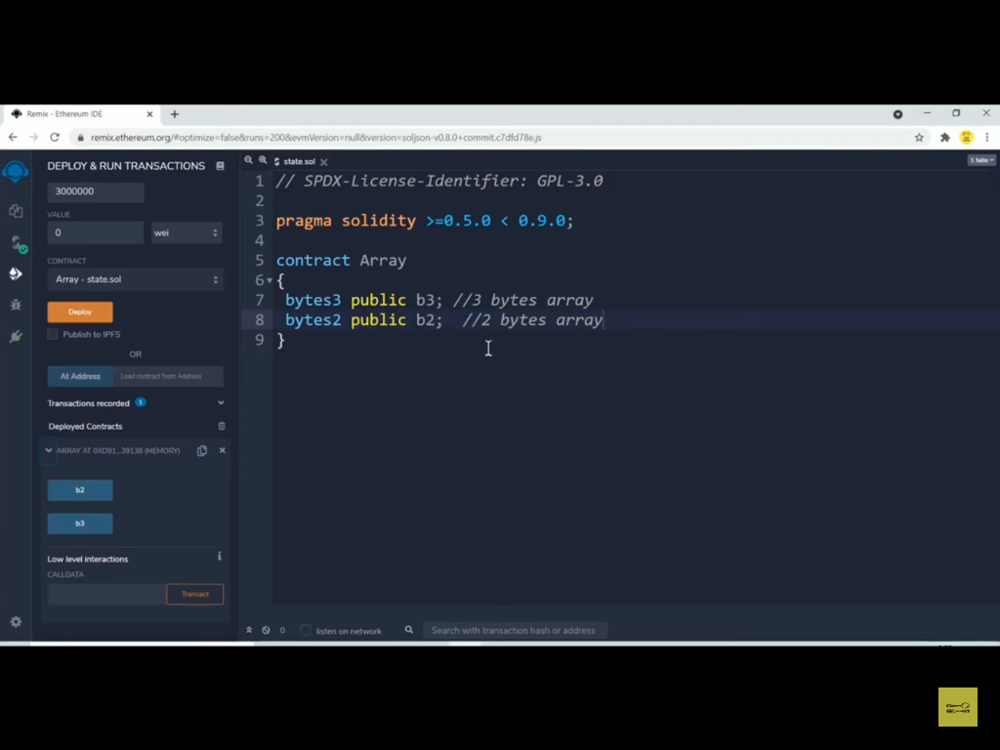 Remix - Ethereum IDE
remix.ethereum.org/#optimize=false&runs=200&evmVersion=null&version=soljson-v0.8.0+commit.c7dfd78e.js
DEPLOY & RUN TRANSACTIONS
3000000
VALUE
0 wei
CONTRACT
Array - state.sol
Deploy
Publish to IPFS
OR
At Address Load contract from Address
Transactions recorded 1
Deployed Contracts
ARRAY AT 0XD91...39138 (MEMORY)
b2
b3
Low level interactions
CALLDATA
Transact
state.sol
1 tabs
1 // SPDX-License-Identifier: GPL-3.0
2
3 pragma solidity >=0.5.0 < 0.9.0;
4
5 contract Array
6 {
7 bytes3 public b3; //3 bytes array
8 bytes2 public b2; //2 bytes array
9 }
0 listen on network Search with transaction hash or address